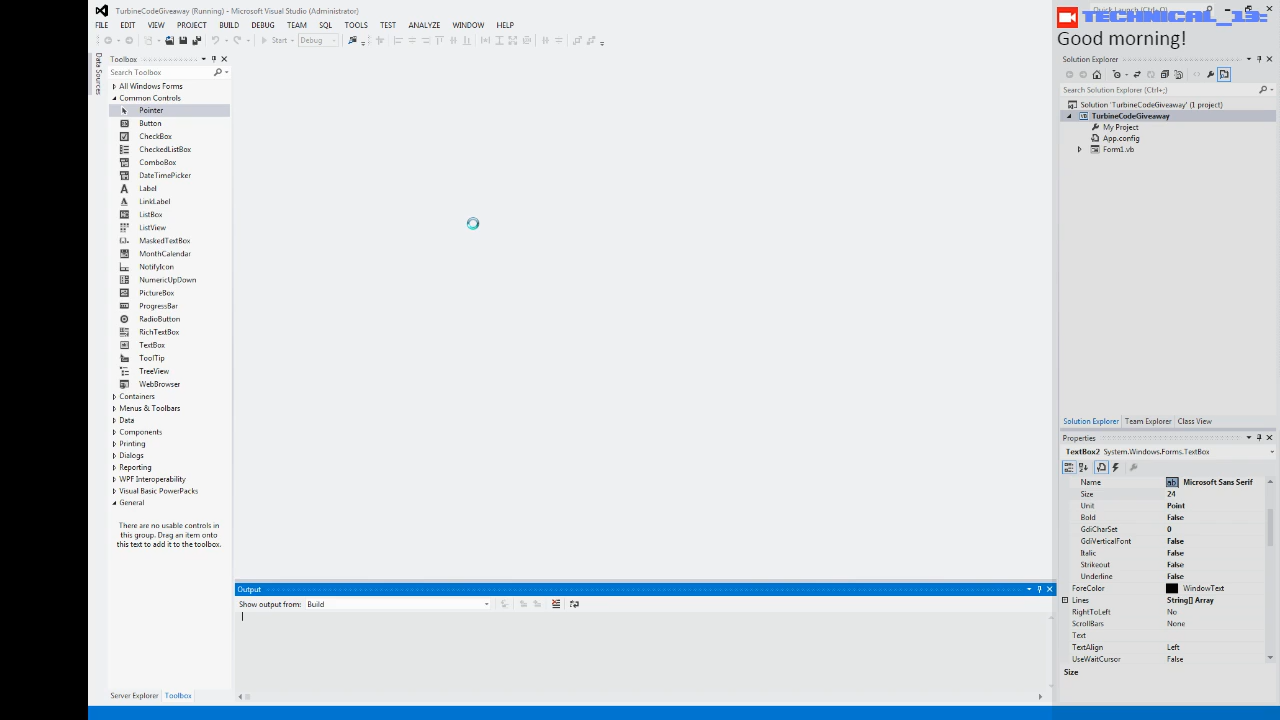 TurbineCodeGiveaway (Running) - Microsoft Visual Studio (Administrator)
Quick Launch (Ctrl+Q)
TECHNICAL_13:
Good morning!
FILE EDIT VIEW PROJECT BUILD DEBUG TEAM SQL TOOLS TEST ANALYZE WINDOW HELP
Start Debug
Data Sources
Toolbox
Search Toolbox
All Windows Forms
Common Controls
Pointer
Button
CheckBox
CheckedListBox
ComboBox
DateTimePicker
Label
LinkLabel
ListBox
ListView
MaskedTextBox
MonthCalendar
NotifyIcon
NumericUpDown
PictureBox
ProgressBar
RadioButton
RichTextBox
TextBox
ToolTip
TreeView
WebBrowser
Containers
Menus & Toolbars
Data
Components
Printing
Dialogs
Reporting
WPF Interoperability
Visual Basic PowerPacks
General
There are no usable controls in
this group. Drag an item onto
this text to add it to the toolbox.
Server Explorer Toolbox
Output
Show output from: Build
Solution Explorer
Search Solution Explorer (Ctrl+;)
Solution 'TurbineCodeGiveaway' (1 project)
TurbineCodeGiveaway
My Project
App.config
Form1.vb
Solution Explorer Team Explorer Class View
Properties
TextBox2 System.Windows.Forms.TextBox
Name ab Microsoft Sans Serif
Size 24
Unit Point
Bold False
GdiCharSet 0
GdiVerticalFont False
Italic False
Strikeout False
Underline False
ForeColor WindowText
Lines String[] Array
RightToLeft No
ScrollBars None
Text
TextAlign Left
UseWaitCursor False
Size